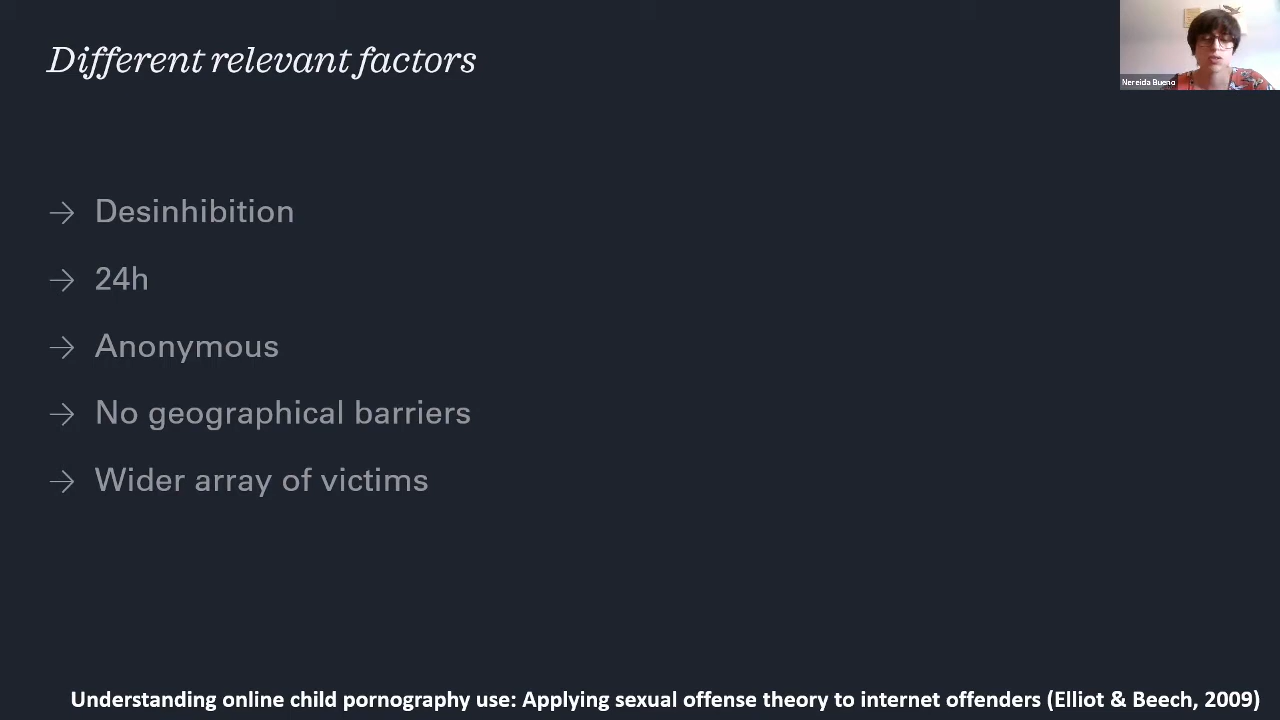 Different relevant factors
Nereida Bueno
→ Desinhibition
→ 24h
→ Anonymous
→ No geographical barriers
→ Wider array of victims
Understanding online child pornography use: Applying sexual offense theory to internet offenders (Elliot & Beech, 2009)